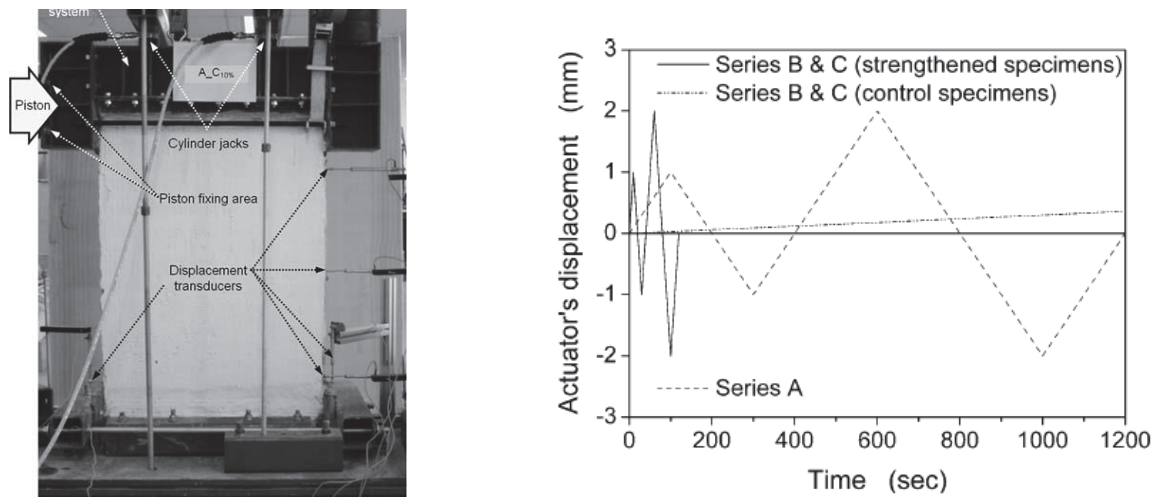 system
A_C10%
Piston
Cylinder jacks
Piston fixing area
Displacement
transducers
Actuator's displacement (mm)
3
2
1
0
-1
-2
-3
Series B & C (strengthened specimens)
Series B & C (control specimens)
Series A
0 200 400 600 800 1000 1200
Time (sec)